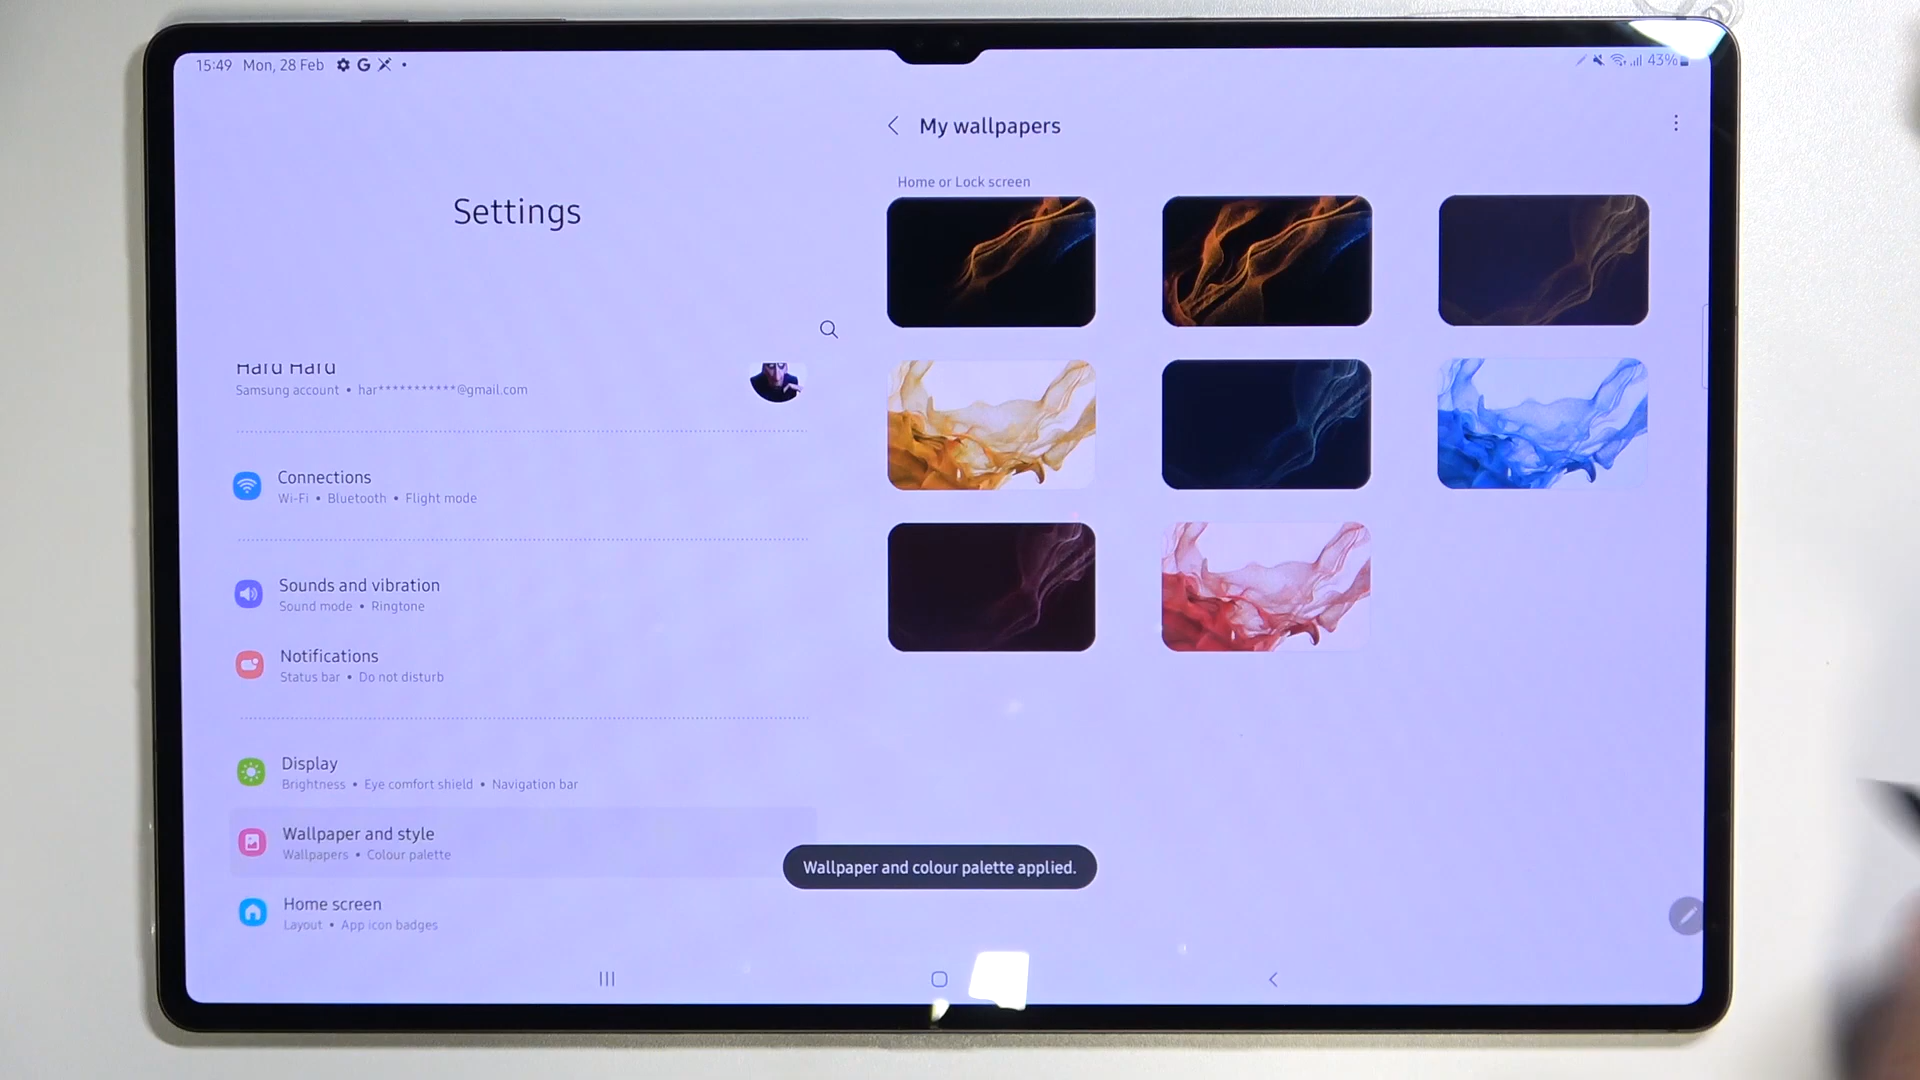 15:49 Mon, 28 Feb
43%
Settings
Haru Haru
Samsung account • har***********@gmail.com
Connections
Wi-Fi • Bluetooth • Flight mode
Sounds and vibration
Sound mode • Ringtone
Notifications
Status bar • Do not disturb
Display
Brightness • Eye comfort shield • Navigation bar
Wallpaper and style
Wallpapers • Colour palette
Home screen
Layout • App icon badges
My wallpapers
Home or Lock screen
Wallpaper and colour palette applied.